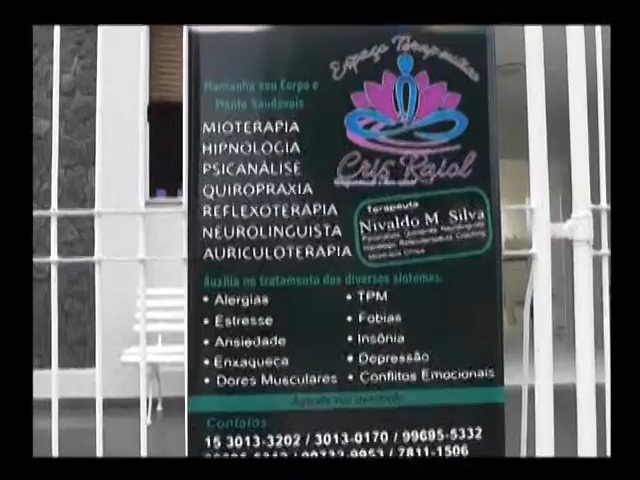 Espaço Terapêutico
Cris Raiol
Mantenha seu Corpo e
Mente Saudáveis
MIOTERAPIA
HIPNOLOGIA
PSICANÁLISE
QUIROPRAXIA
REFLEXOTERAPIA
NEUROLINGUISTA
AURICULOTERAPIA
Terapeuta
Nivaldo M. Silva
Auxilia no tratamento dos diversos sintomas.
• Alergias
• Estresse
• Ansiedade
• Enxaqueca
• Dores Musculares
• TPM
• Fobias
• Insônia
• Depressão
• Conflitos Emocionais
Agende sua
Contatos
15 3013-3202 / 3013-0170 / 99695-5332
/ 7811-1506